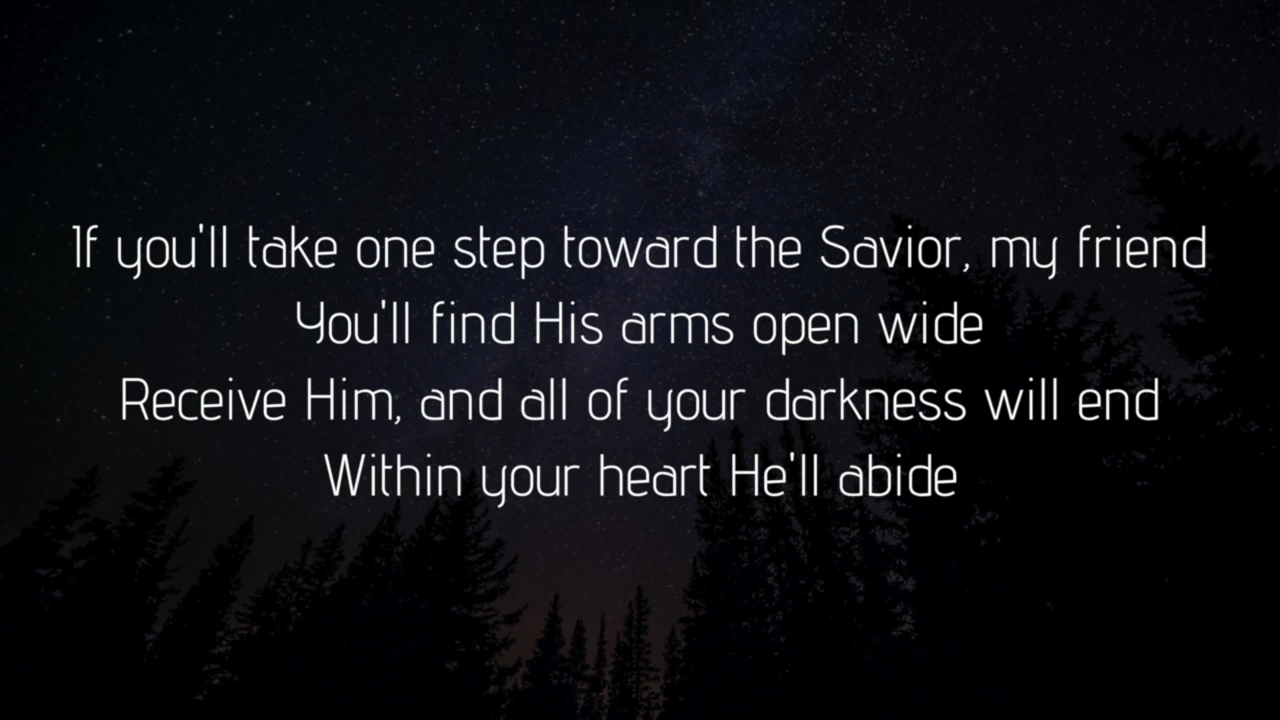 If you'll take one step toward the Savior, my friend
You'll find His arms open wide
Receive Him, and all of your darkness will end
Within your heart He'll abide